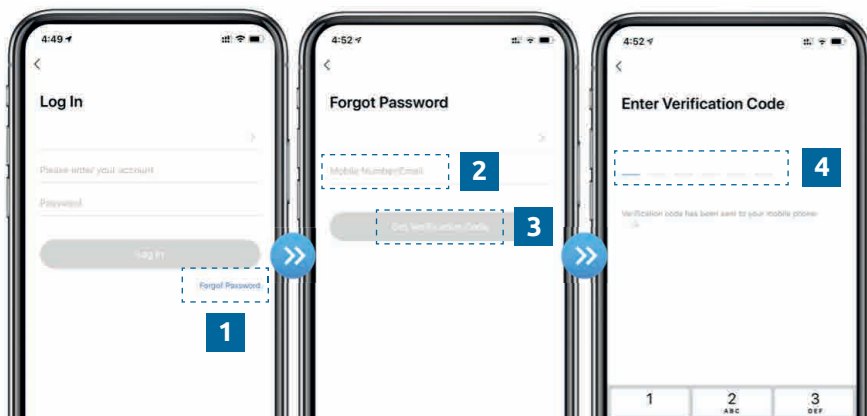 4:49
Log In
Please enter your account
Password
Log In
Forgot Password
1
4:52
Forgot Password
Mobile Number/Email
2
Get Verification Code
3
4:52
Enter Verification Code
4
Verification code has been sent to your mobile phone:
1
2
ABC
3
DEF